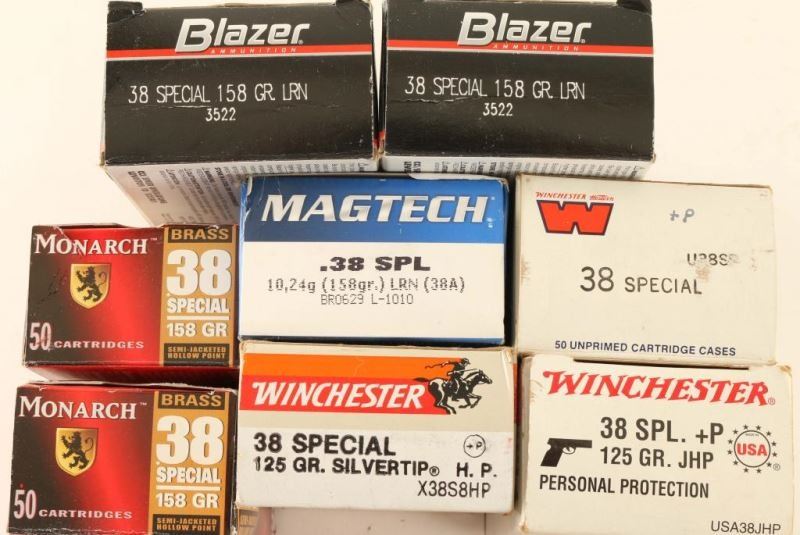 Blazer
AMMUNITION
38 SPECIAL 158 GR. LRN
3522
Blazer
AMMUNITION
38 SPECIAL 158 GR. LRN
3522
MONARCH™
BRASS
38
SPECIAL
158 GR
SEMI-JACKETED
HOLLOW POINT
50 CARTRIDGES
MAGTECH®
.38 SPL
10,24g (158gr.) LRN (38A)
BR0629 L-1010
WINCHESTER
W
+P
U38SP
38 SPECIAL
50 UNPRIMED CARTRIDGE CASES
MONARCH™
BRASS
38
SPECIAL
158 GR
SEMI-JACKETED
HOLLOW POINT
50 CARTRIDGES
WINCHESTER
38 SPECIAL +P
125 GR. SILVERTIP® H. P.
X38S8HP
WINCHESTER®
38 SPL. +P
125 GR. JHP
USA
PERSONAL PROTECTION
USA38JHP